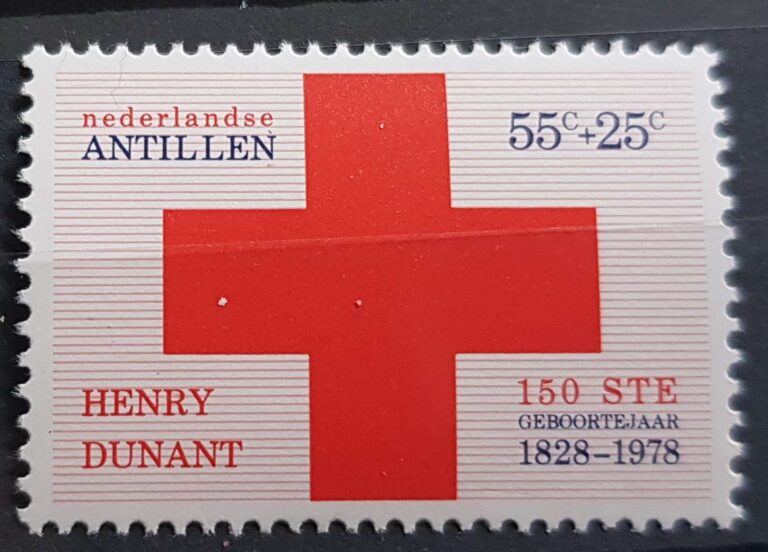 nederlandse
ANTILLEN
55c+25c
HENRY
DUNANT
150 STE
GEBOORTEJAAR
1828-1978